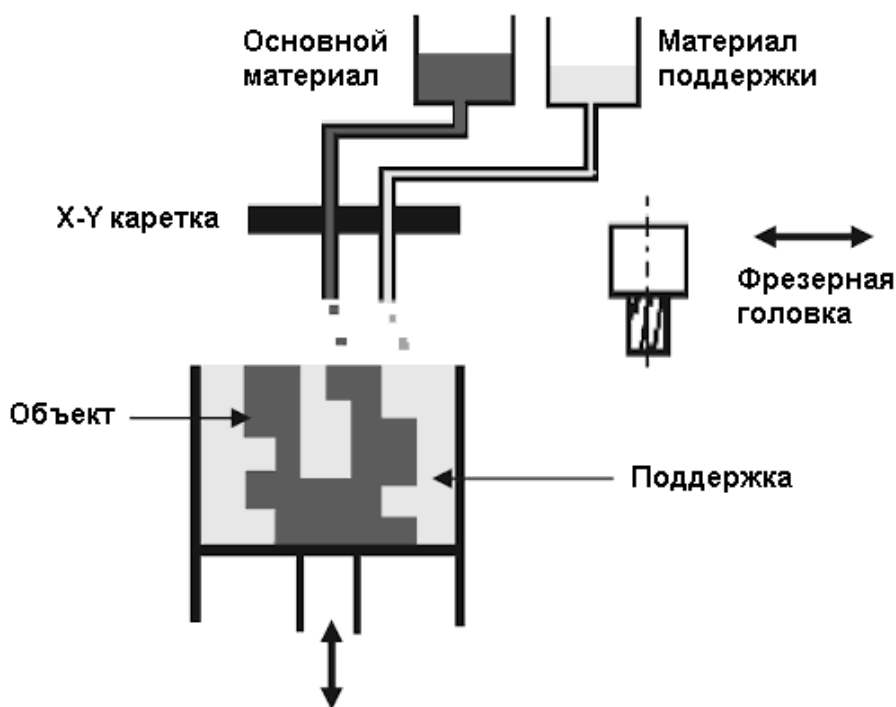 Основной
материал
Материал
поддержки
X-Y каретка
Фрезерная
головка
Объект
Поддержка